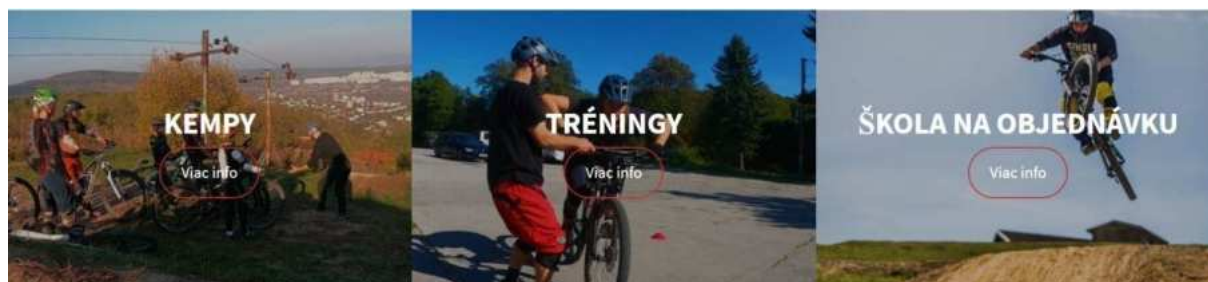 KEMPY
Viac info
TRÉNINGY
Viac info
ŠKOLA NA OBJEDNÁVKU
Viac info